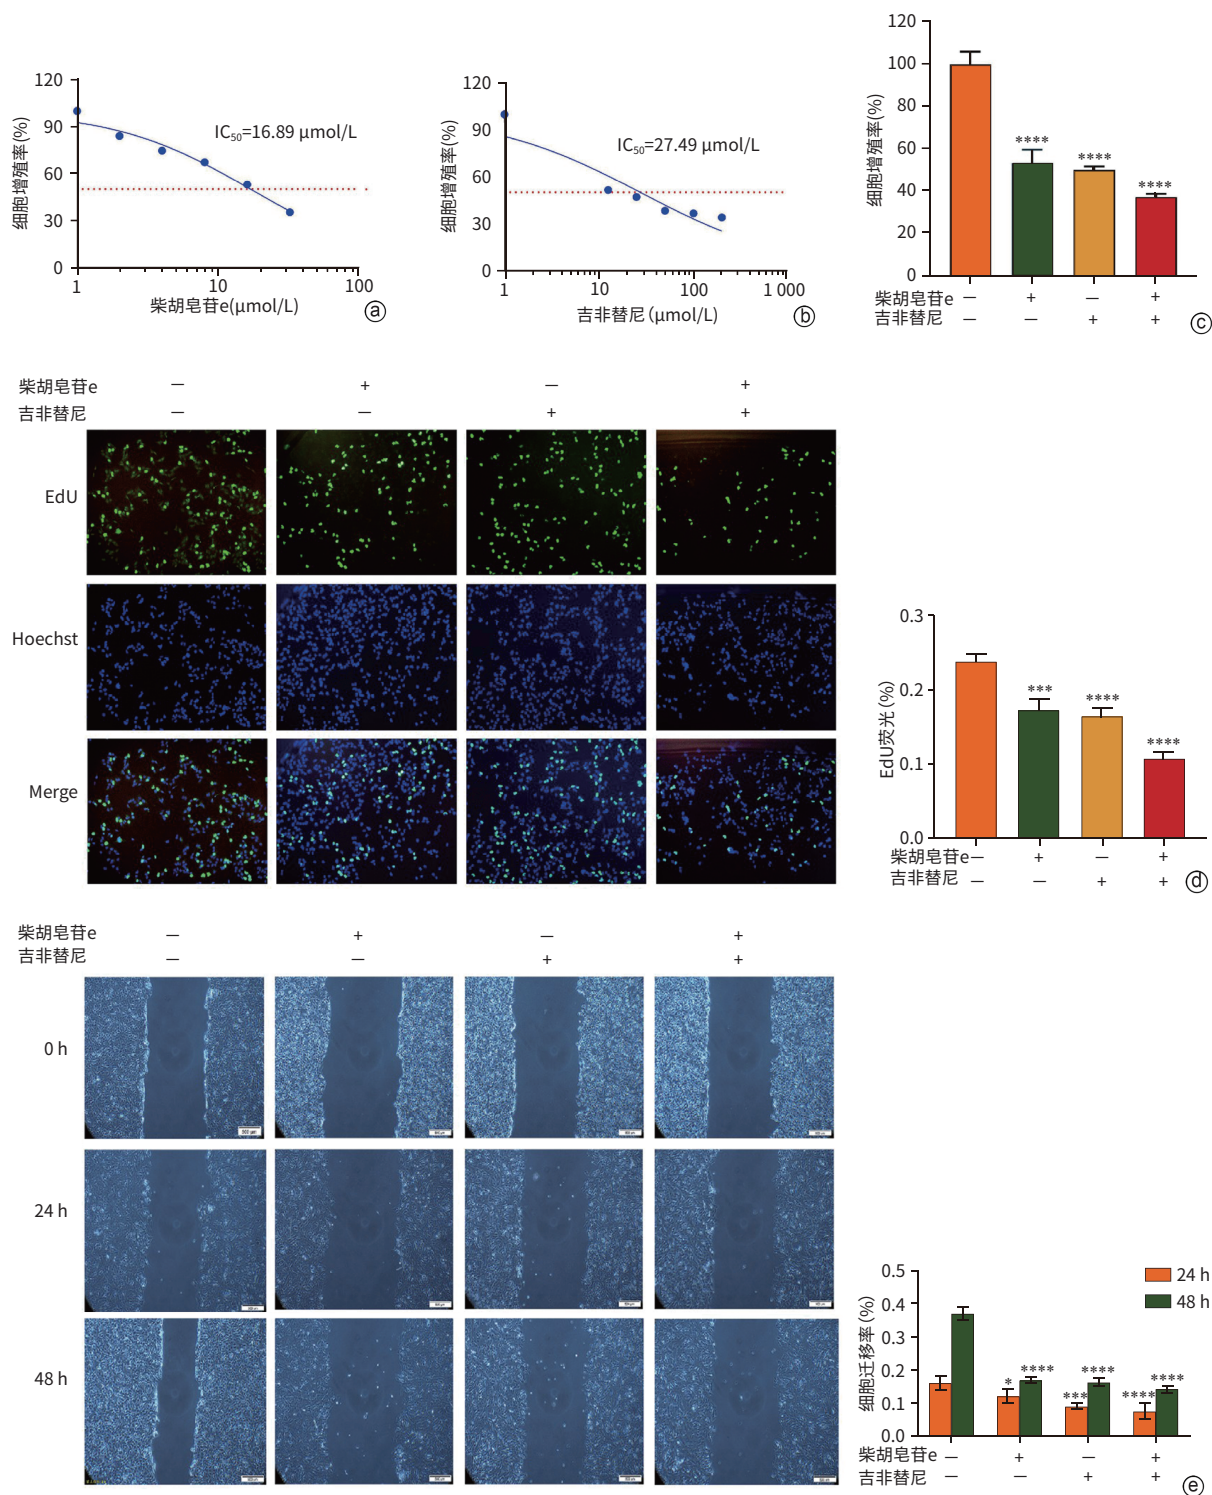 120
90
60
30
0
细胞增殖率(%)
IC50=16.89 μmol/L
1
10
100
柴胡皂苷e(μmol/L)
ⓐ
120
90
60
30
0
细胞增殖率(%)
IC50=27.49 μmol/L
1
10
100
1 000
吉非替尼(μmol/L)
ⓑ
100
80
60
40
20
0
细胞增殖率(%)
****
****
****
柴胡皂苷e — + — +
吉非替尼 — — + +
ⓒ
柴胡皂苷e — + — +
吉非替尼 — — + +
EdU
Hoechst
Merge
0.3
0.2
0.1
0.0
EdU荧光(%)
***
****
****
柴胡皂苷e — + — +
吉非替尼 — — + +
ⓓ
柴胡皂苷e — + — +
吉非替尼 — — + +
0 h
24 h
48 h
0.5
0.4
0.3
0.2
0.1
0.0
细胞迁移率(%)
24 h
48 h
* ****
*** ****
**** ****
柴胡皂苷e — + — +
吉非替尼 — — + +
ⓔ